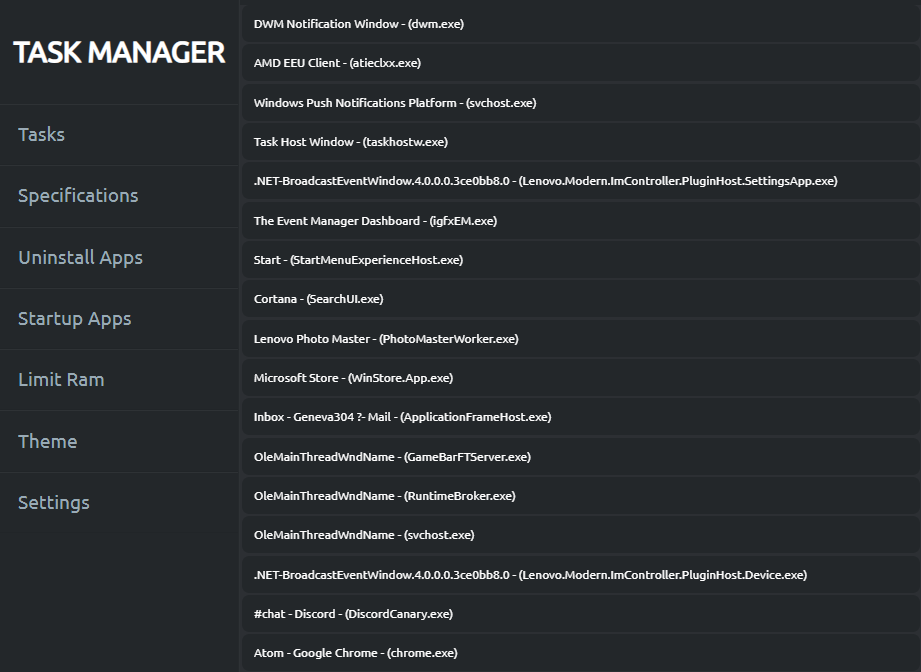 TASK MANAGER
Tasks
Specifications
Uninstall Apps
Startup Apps
Limit Ram
Theme
Settings
DWM Notification Window - (dwm.exe)
AMD EEU Client - (atieclxx.exe)
Windows Push Notifications Platform - (svchost.exe)
Task Host Window - (taskhostw.exe)
.NET-BroadcastEventWindow.4.0.0.0.3ce0bb8.0 - (Lenovo.Modern.ImController.PluginHost.SettingsApp.exe)
The Event Manager Dashboard - (igfxEM.exe)
Start - (StartMenuExperienceHost.exe)
Cortana - (SearchUI.exe)
Lenovo Photo Master - (PhotoMasterWorker.exe)
Microsoft Store - (WinStore.App.exe)
Inbox - Geneva304 ?- Mail - (ApplicationFrameHost.exe)
OleMainThreadWndName - (GameBarFTServer.exe)
OleMainThreadWndName - (RuntimeBroker.exe)
OleMainThreadWndName - (svchost.exe)
.NET-BroadcastEventWindow.4.0.0.0.3ce0bb8.0 - (Lenovo.Modern.ImController.PluginHost.Device.exe)
#chat - Discord - (DiscordCanary.exe)
Atom - Google Chrome - (chrome.exe)